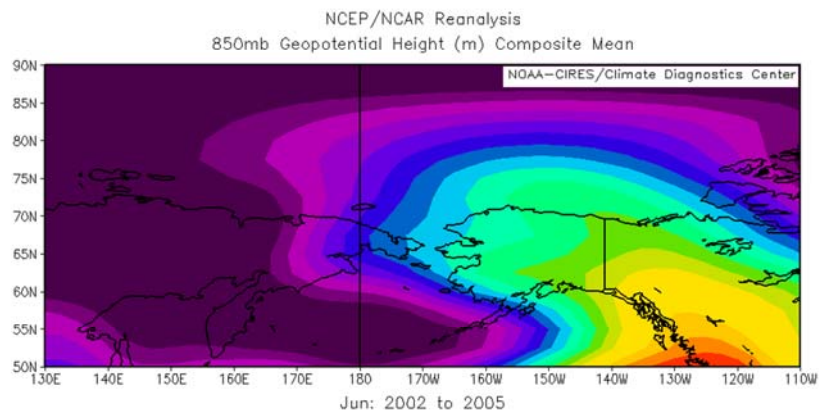 NCEP/NCAR Reanalysis
850mb Geopotential Height (m) Composite Mean
NOAA-CIRES/Climate Diagnostics Center
90N
85N
80N
75N
70N
65N
60N
55N
50N
130E 140E 150E 160E 170E 180 170W 160W 150W 140W 130W 120W 110W
Jun: 2002 to 2005